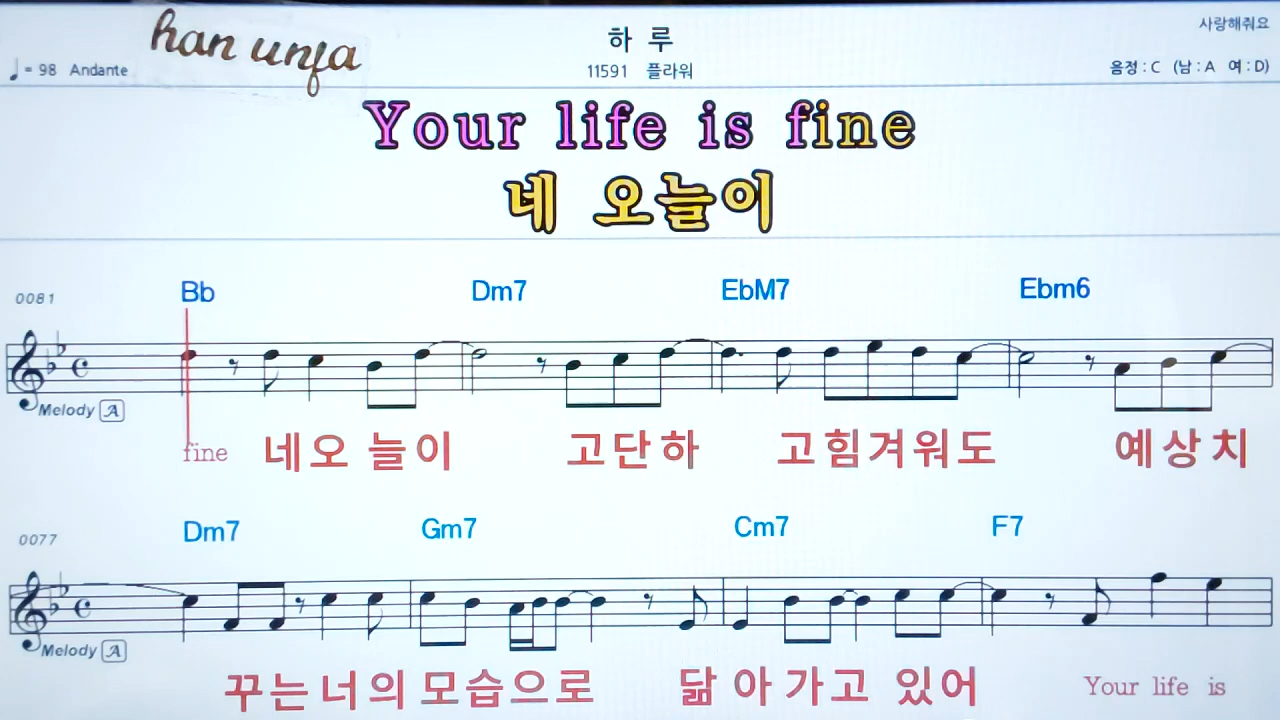 han unja
하 루
사랑해줘요
♩= 98 Andante
11591 플라워
음정 : C (남 : A 여 : D)
Your life is fine
네 오늘이
0081 Bb Dm7 EbM7 Ebm6
Melody A
fine 네오 늘이 고단하 고힘겨워도 예상치
0077 Dm7 Gm7 Cm7 F7
Melody A
꾸는너의 모습으로 닮아가고 있어 Your life is